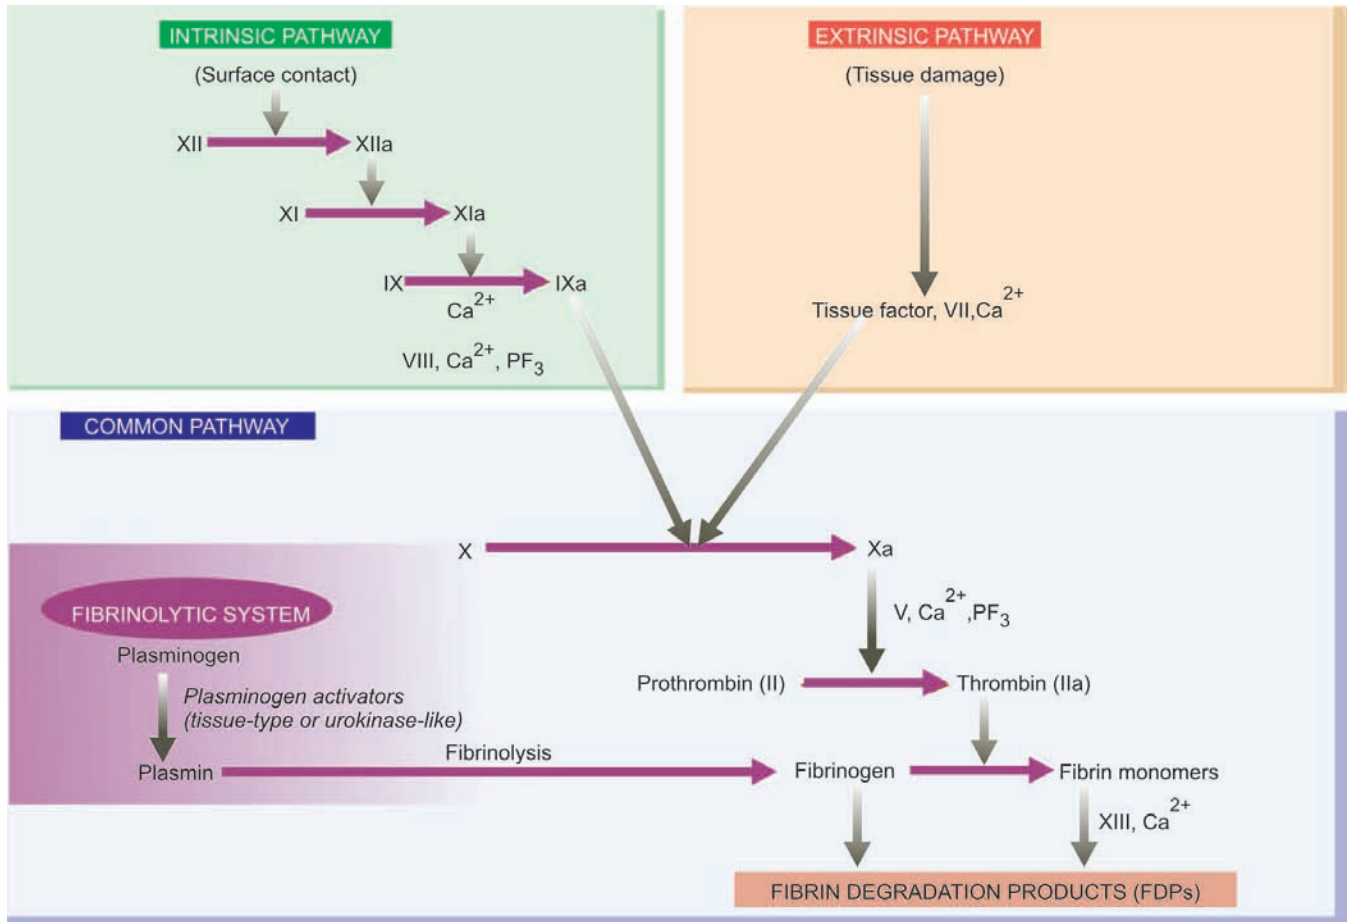 INTRINSIC PATHWAY
(Surface contact)
XII
XIIa
XI
XIa
IX
IXa
Ca2+
VIII, Ca2+, PF3
EXTRINSIC PATHWAY
(Tissue damage)
Tissue factor, VII,Ca2+
COMMON PATHWAY
X
Xa
V, Ca2+,PF3
Prothrombin (II)
Thrombin (IIa)
FIBRINOLYTIC SYSTEM
Plasminogen
Plasminogen activators
(tissue-type or urokinase-like)
Plasmin
Fibrinolysis
Fibrinogen
Fibrin monomers
XIII, Ca2+
FIBRIN DEGRADATION PRODUCTS (FDPs)